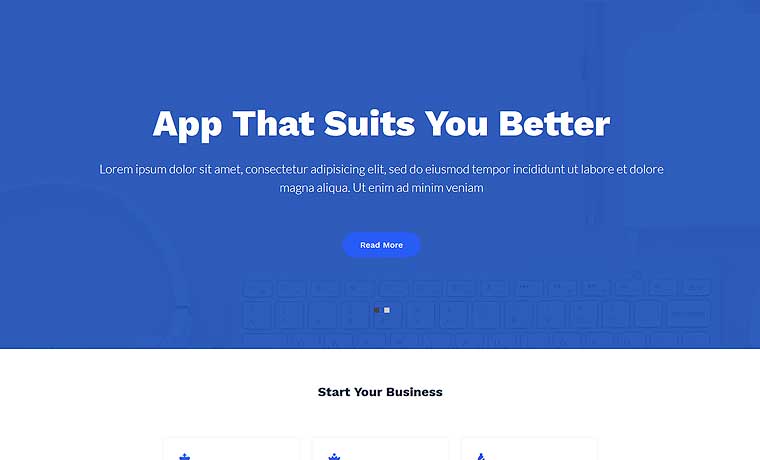 App That Suits You Better
Lorem ipsum dolor sit amet, consectetur adipisicing elit, sed do eiusmod tempor incididunt ut labore et dolore
magna aliqua. Ut enim ad minim veniam
Read More
Start Your Business